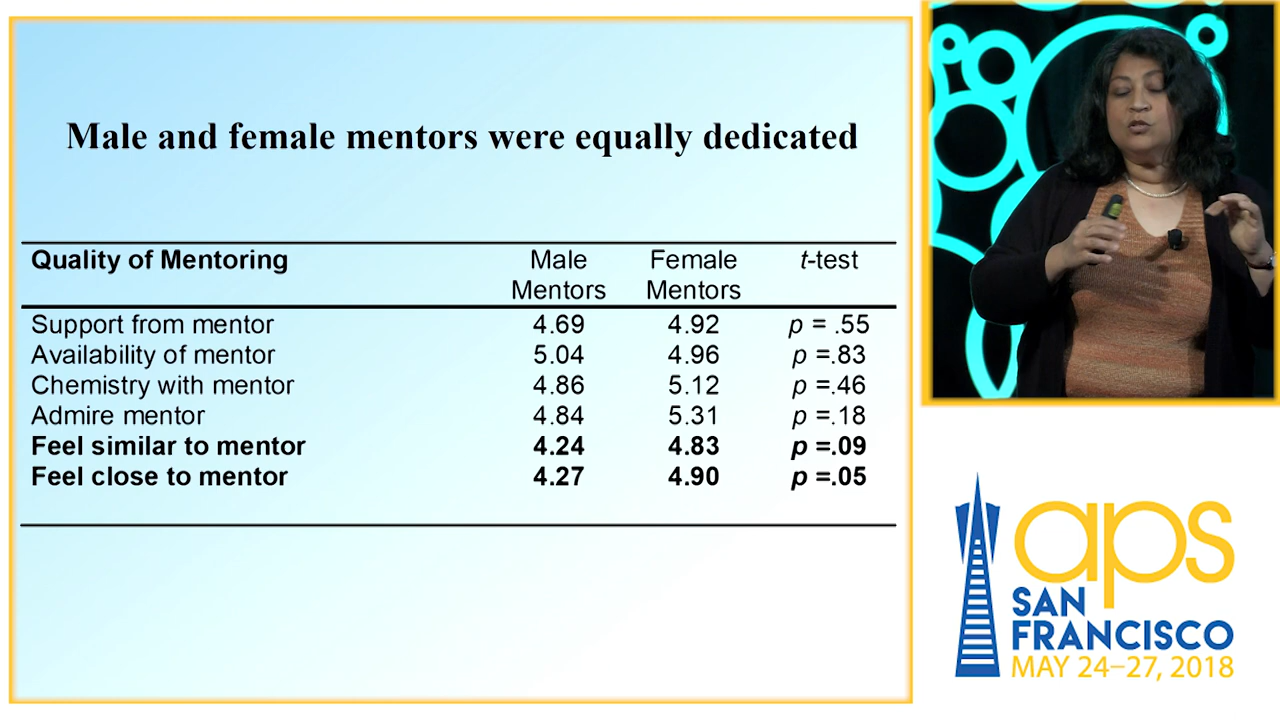 Male and female mentors were equally dedicated
Quality of Mentoring Male Female t-test
Mentors Mentors
Support from mentor 4.69 4.92 p = .55
Availability of mentor 5.04 4.96 p =.83
Chemistry with mentor 4.86 5.12 p =.46
Admire mentor 4.84 5.31 p =.18
Feel similar to mentor 4.24 4.83 p =.09
Feel close to mentor 4.27 4.90 p =.05
aps
SAN
FRANCISCO
MAY 24–27, 2018